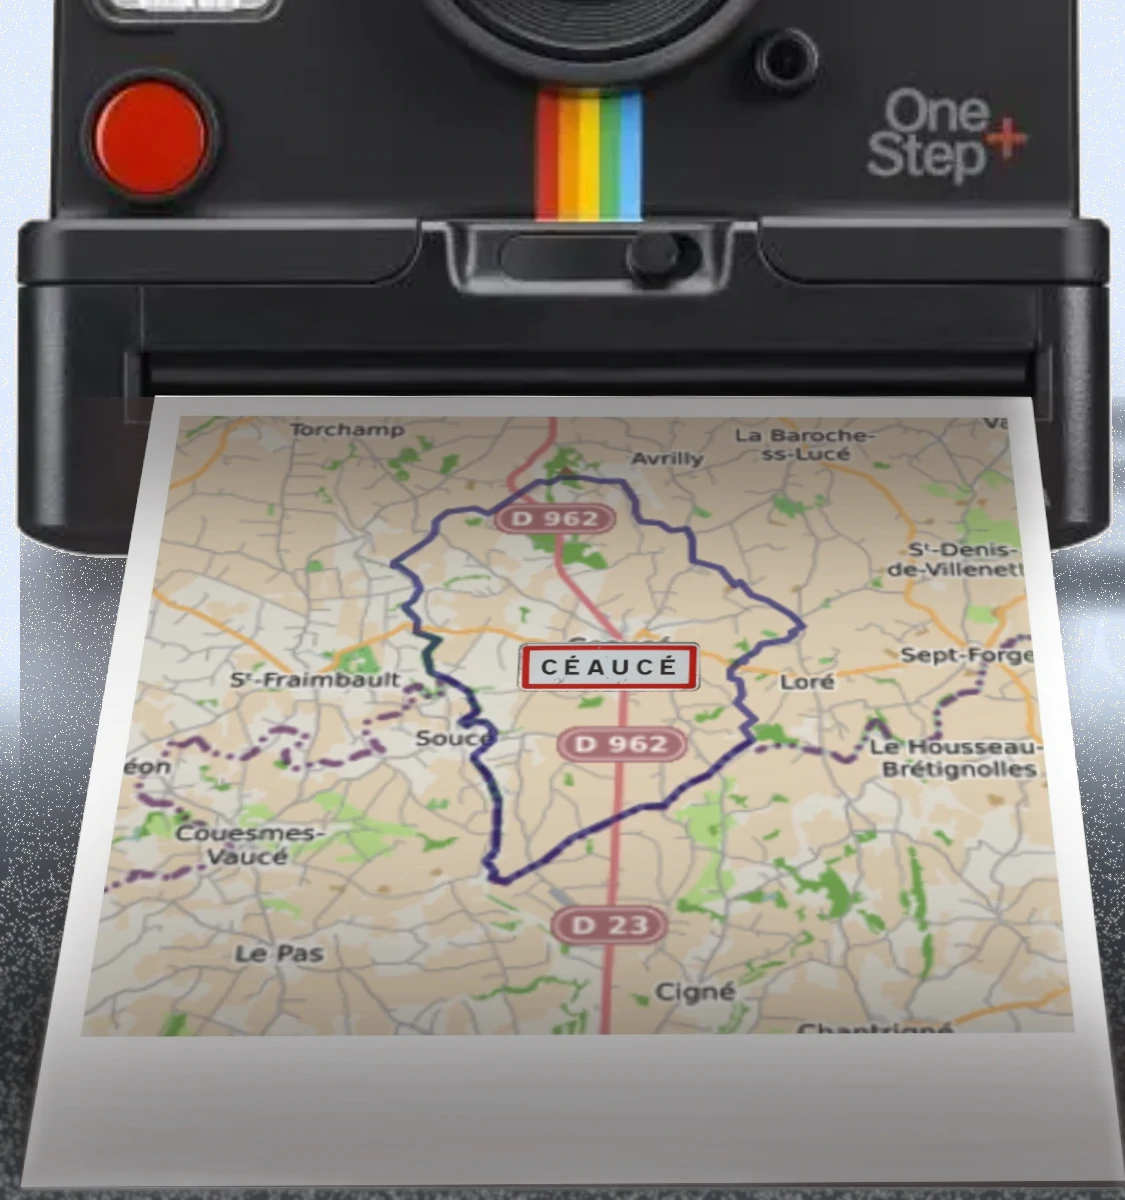 One
Step+
Torchamp
Avrilly
La Baroche-
ss-Lucé
D 962
Sᵗ-Denis-
de-Villenett
Sᵗ-Fraimbault
CÉAUCÉ
Sept-Forge
Loré
Soucé
D 962
Le Housseau-
Brétignolles
éon
Couesmes-
Vaucé
D 23
Le Pas
Cigné
Chantrigné